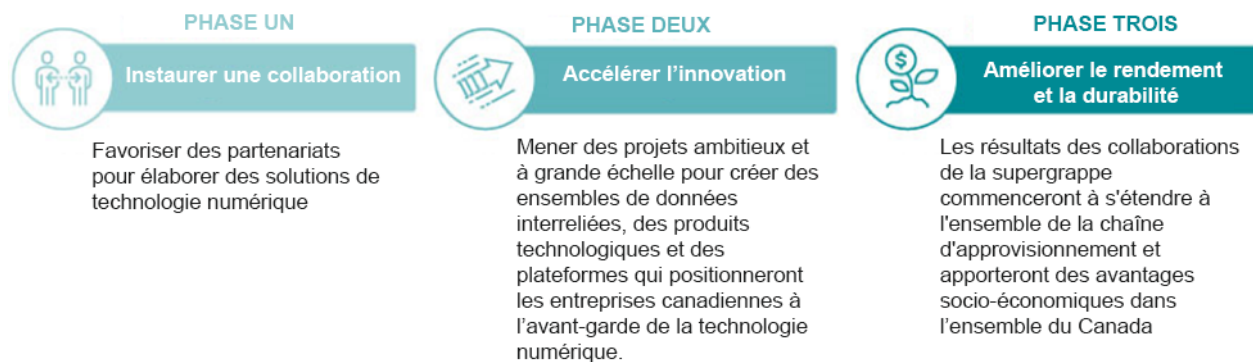 PHASE UN
Instaurer une collaboration
Favoriser des partenariats
pour élaborer des solutions de
technologie numérique
PHASE DEUX
Accélérer l’innovation
Mener des projets ambitieux et
à grande échelle pour créer des
ensembles de données
interreliées, des produits
technologiques et des
plateformes qui positionneront
les entreprises canadiennes à
l’avant-garde de la technologie
numérique.
PHASE TROIS
$
Améliorer le rendement
et la durabilité
Les résultats des collaborations
de la supergrappe
commenceront à s'étendre à
l'ensemble de la chaîne
d'approvisionnement et
apporteront des avantages
socio-économiques dans
l’ensemble du Canada